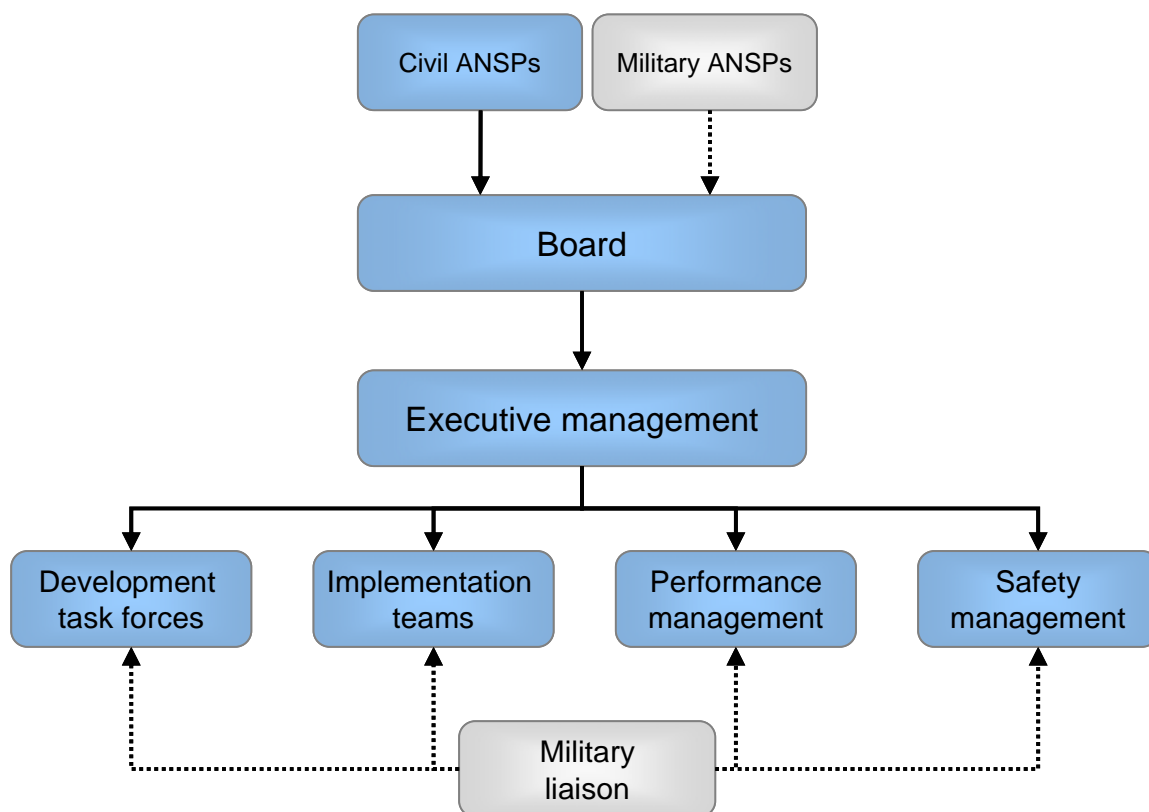 Civil ANSPs
Military ANSPs
Board
Executive management
Development
task forces
Implementation
teams
Performance
management
Safety
management
Military
liaison